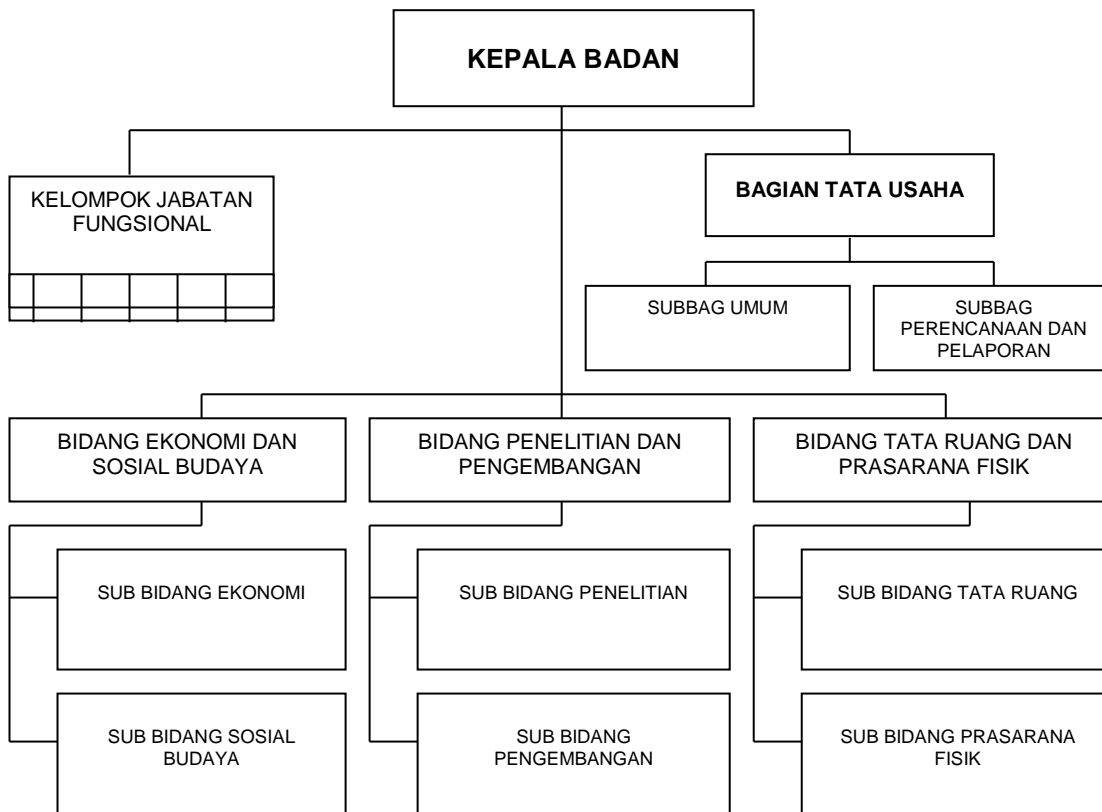 KEPALA BADAN
KELOMPOK JABATAN
FUNGSIONAL
BAGIAN TATA USAHA
SUBBAG UMUM
SUBBAG
PERENCANAAN DAN
PELAPORAN
BIDANG EKONOMI DAN
SOSIAL BUDAYA
BIDANG PENELITIAN DAN
PENGEMBANGAN
BIDANG TATA RUANG DAN
PRASARANA FISIK
SUB BIDANG EKONOMI
SUB BIDANG PENELITIAN
SUB BIDANG TATA RUANG
SUB BIDANG SOSIAL
BUDAYA
SUB BIDANG
PENGEMBANGAN
SUB BIDANG PRASARANA
FISIK